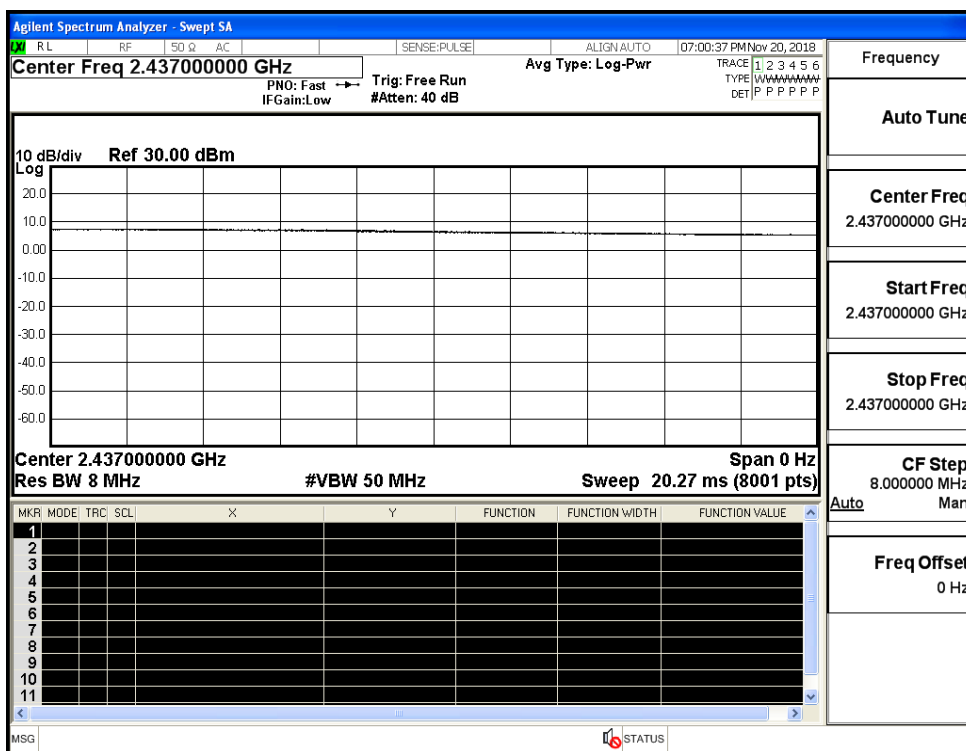 Agilent Spectrum Analyzer - Swept SA
LXI RL RF 50 Ω AC SENSE:PULSE ALIGN AUTO 07:00:37 PM Nov 20, 2018
Center Freq 2.437000000 GHz
PNO: Fast
IFGain:Low
Trig: Free Run
#Atten: 40 dB
Avg Type: Log-Pwr
TRACE 1 2 3 4 5 6
TYPE WWWWWW
DET P P P P P P
10 dB/div Ref 30.00 dBm
Log
20.0
10.0
0.00
-10.0
-20.0
-30.0
-40.0
-50.0
-60.0
Center 2.437000000 GHz Span 0 Hz
Res BW 8 MHz #VBW 50 MHz Sweep 20.27 ms (8001 pts)
MKR MODE TRC SCL X Y FUNCTION FUNCTION WIDTH FUNCTION VALUE
1
2
3
4
5
6
7
8
9
10
11
MSG STATUS
Frequency
Auto Tune
Center Freq
2.437000000 GHz
Start Freq
2.437000000 GHz
Stop Freq
2.437000000 GHz
CF Step
8.000000 MHz
Auto Man
Freq Offset
0 Hz